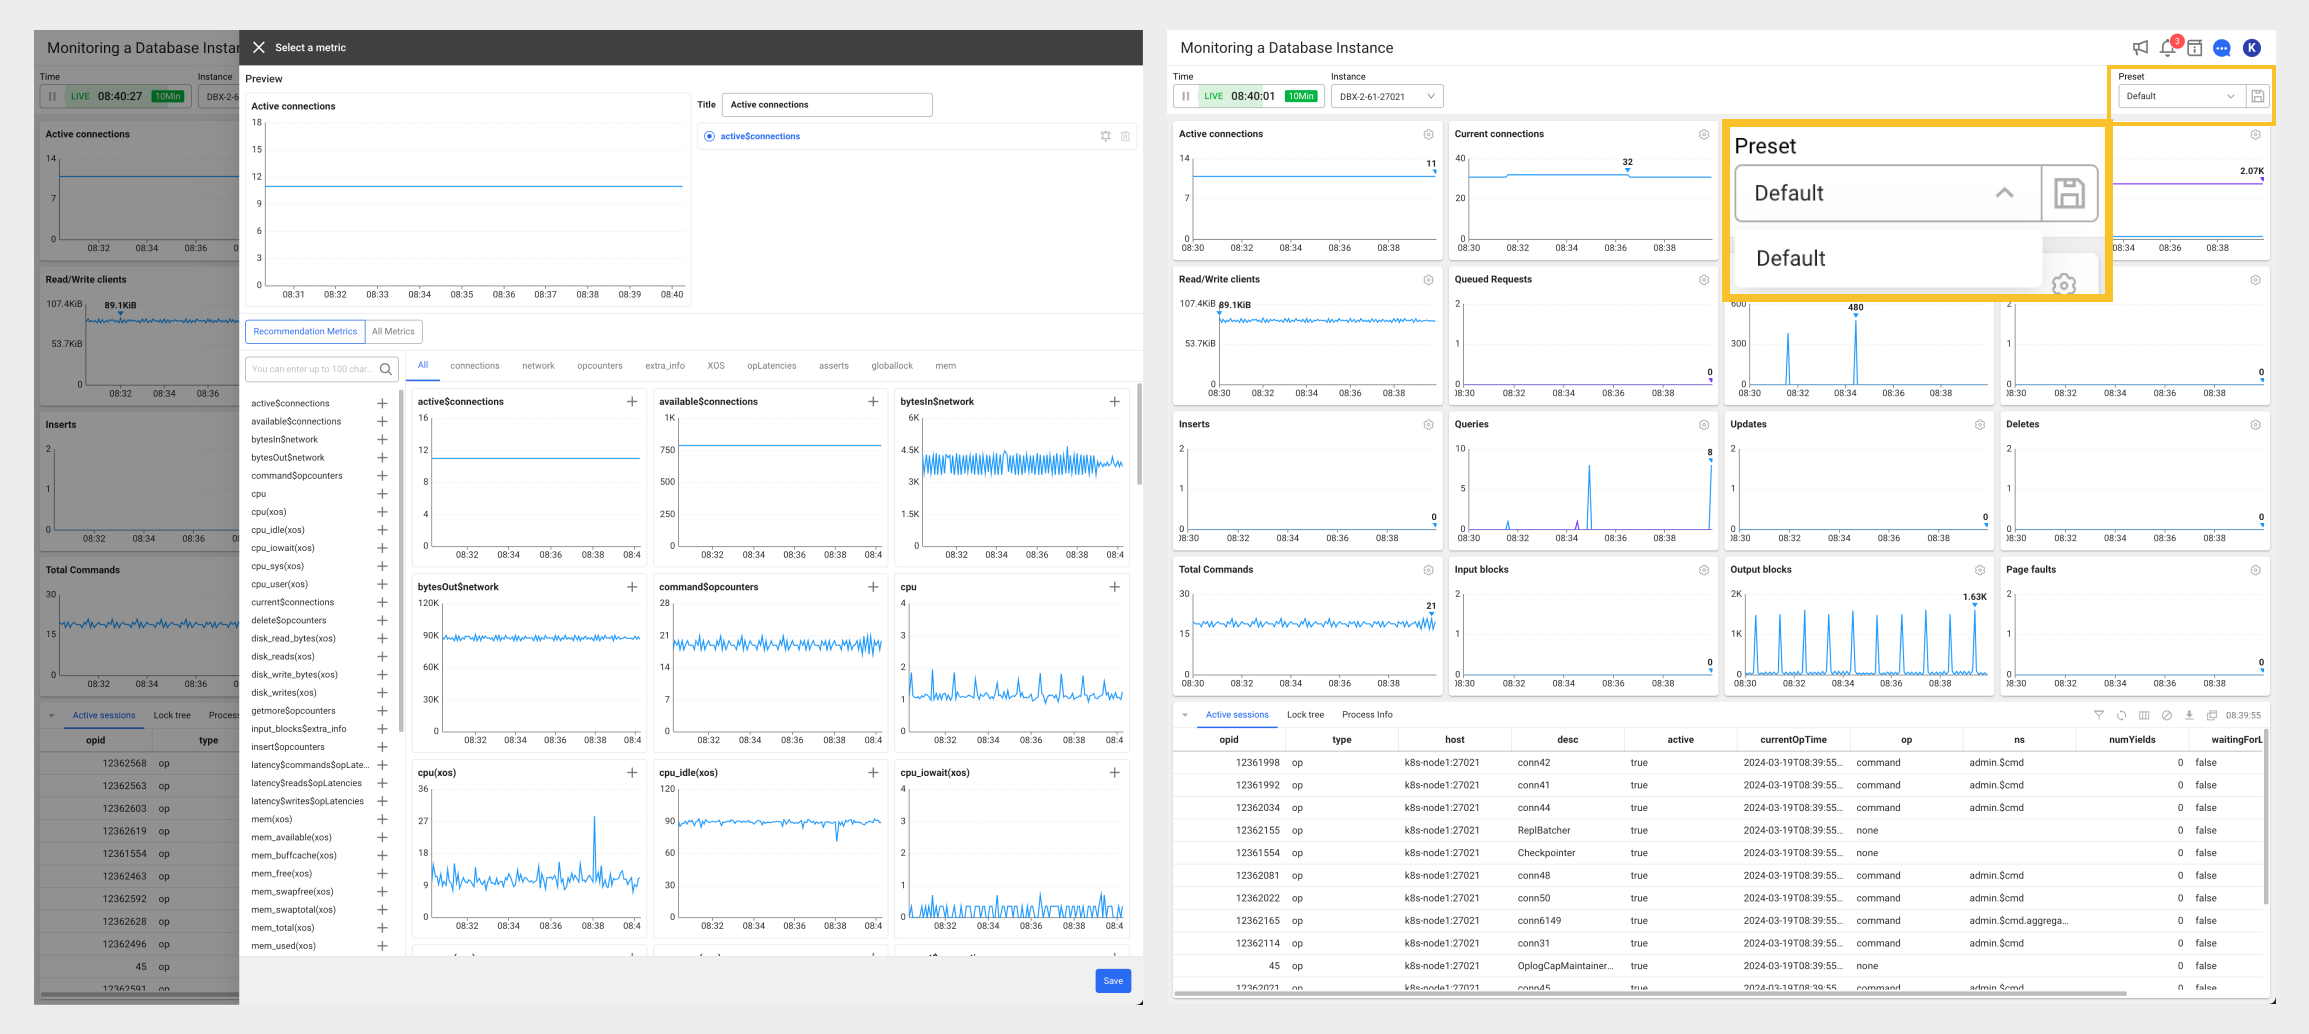 Monitoring a Database Instar
Time
Instance
LIVE 08:40:27 10Min
DBX-2-6
Active connections
14
7
0
08:32 08:34 08:36 0
Read/Write clients
107.4KiB
89.1KiB
53.7KiB
0
08:32 08:34 08:36
Inserts
2
1
0
08:32 08:34 08:36 0
Total Commands
30
15
0
08:32 08:34 08:36 0
Active sessions Lock tree Process
opid type
12362568 op
12362563 op
12362603 op
12362619 op
12361554 op
12362463 op
12362592 op
12362628 op
12362496 op
45 op
12362591 op
Select a metric
Preview
Active connections
18
15
12
9
6
3
0
08:31 08:32 08:33 08:34 08:35 08:36 08:37 08:38 08:39 08:40
Title Active connections
active$connections
Recommendation Metrics All Metrics
You can enter up to 100 char...
All connections network opcounters extra_info XOS opLatencies asserts globallock mem
active$connections
available$connections
bytesIn$network
bytesOut$network
command$opcounters
cpu
cpu(xos)
cpu_idle(xos)
cpu_iowait(xos)
cpu_sys(xos)
cpu_user(xos)
current$connections
delete$opcounters
disk_read_bytes(xos)
disk_reads(xos)
disk_write_bytes(xos)
disk_writes(xos)
getmore$opcounters
input_blocks$extra_info
insert$opcounters
latency$commands$opLate...
latency$reads$opLatencies
latency$writes$opLatencies
mem(xos)
mem_available(xos)
mem_buffcache(xos)
mem_free(xos)
mem_swapfree(xos)
mem_swaptotal(xos)
mem_total(xos)
mem_used(xos)
active$connections
16
12
8
4
0
08:32 08:34 08:36 08:38 08:4
available$connections
1K
750
500
250
0
08:32 08:34 08:36 08:38 08:4
bytesIn$network
6K
4.5K
3K
1.5K
0
08:32 08:34 08:36 08:38 08:4
bytesOut$network
120K
90K
60K
30K
0
08:32 08:34 08:36 08:38 08:4
command$opcounters
28
21
14
7
0
08:32 08:34 08:36 08:38 08:4
cpu
4
3
2
1
0
08:32 08:34 08:36 08:38 08:4
cpu(xos)
36
27
18
9
0
08:32 08:34 08:36 08:38 08:4
cpu_idle(xos)
120
90
60
30
0
08:32 08:34 08:36 08:38 08:4
cpu_iowait(xos)
4
3
2
1
0
08:32 08:34 08:36 08:38 08:4
Save
Monitoring a Database Instance
3
K
Time
Instance
Preset
LIVE 08:40:01 10Min
DBX-2-61-27021
Default
Preset
Default
Default
Active connections
14
7
0
11
08:30 08:32 08:34 08:36 08:38
Current connections
40
20
0
32
08:30 08:32 08:34 08:36 08:38
2.07K
08:34 08:36 08:38
Read/Write clients
107.4KiB
89.1KiB
53.7KiB
0
08:30 08:32 08:34 08:36 08:38
Queued Requests
2
1
0
0
08:30 08:32 08:34 08:36 08:38
600
480
300
0
08:30 08:32 08:34 08:36 08:38
2
1
0
0
08:30 08:32 08:34 08:36 08:38
Inserts
2
1
0
0
08:30 08:32 08:34 08:36 08:38
Queries
10
5
0
8
08:30 08:32 08:34 08:36 08:38
Updates
2
1
0
0
08:30 08:32 08:34 08:36 08:38
Deletes
2
1
0
0
08:30 08:32 08:34 08:36 08:38
Total Commands
30
15
0
21
08:30 08:32 08:34 08:36 08:38
Input blocks
2
1
0
0
08:30 08:32 08:34 08:36 08:38
Output blocks
2K
1K
0
1.63K
08:30 08:32 08:34 08:36 08:38
Page faults
2
1
0
0
08:30 08:32 08:34 08:36 08:38
Active sessions Lock tree Process Info
08:39:55
opid type host desc active currentOpTime op ns numYields waitingForL
12361998 op k8s-node1:27021 conn42 true 2024-03-19T08:39:55... command admin.$cmd 0 false
12361992 op k8s-node1:27021 conn41 true 2024-03-19T08:39:55... command admin.$cmd 0 false
12362034 op k8s-node1:27021 conn44 true 2024-03-19T08:39:55... command admin.$cmd 0 false
12362155 op k8s-node1:27021 ReplBatcher true 2024-03-19T08:39:55... none 0 false
12361554 op k8s-node1:27021 Checkpointer true 2024-03-19T08:39:55... none 0 false
12362081 op k8s-node1:27021 conn48 true 2024-03-19T08:39:55... command admin.$cmd 0 false
12362022 op k8s-node1:27021 conn50 true 2024-03-19T08:39:55... command admin.$cmd 0 false
12362165 op k8s-node1:27021 conn6149 true 2024-03-19T08:39:55... command admin.$cmd.aggrega... 0 false
12362114 op k8s-node1:27021 conn31 true 2024-03-19T08:39:55... command admin.$cmd 0 false
45 op k8s-node1:27021 OplogCapMaintainer... true 2024-03-19T08:39:55... none 0 false
12362021 op k8s-node1:27021 conn45 true 2024-03-19T08:39:55... command admin.$cmd 0 false